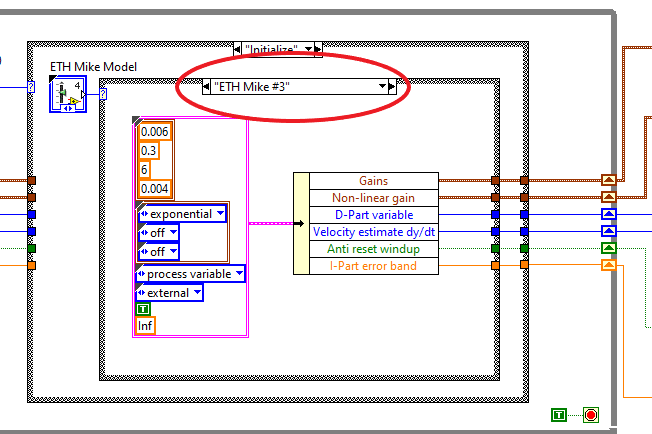 "Initialize"
ETH Mike Model
4
?
?
"ETH Mike #3"
0.006
0.3
6
0.004
exponential
off
off
process variable
external
T
Inf
Gains
Non-linear gain
D-Part variable
Velocity estimate dy/dt
Anti reset windup
I-Part error band
T